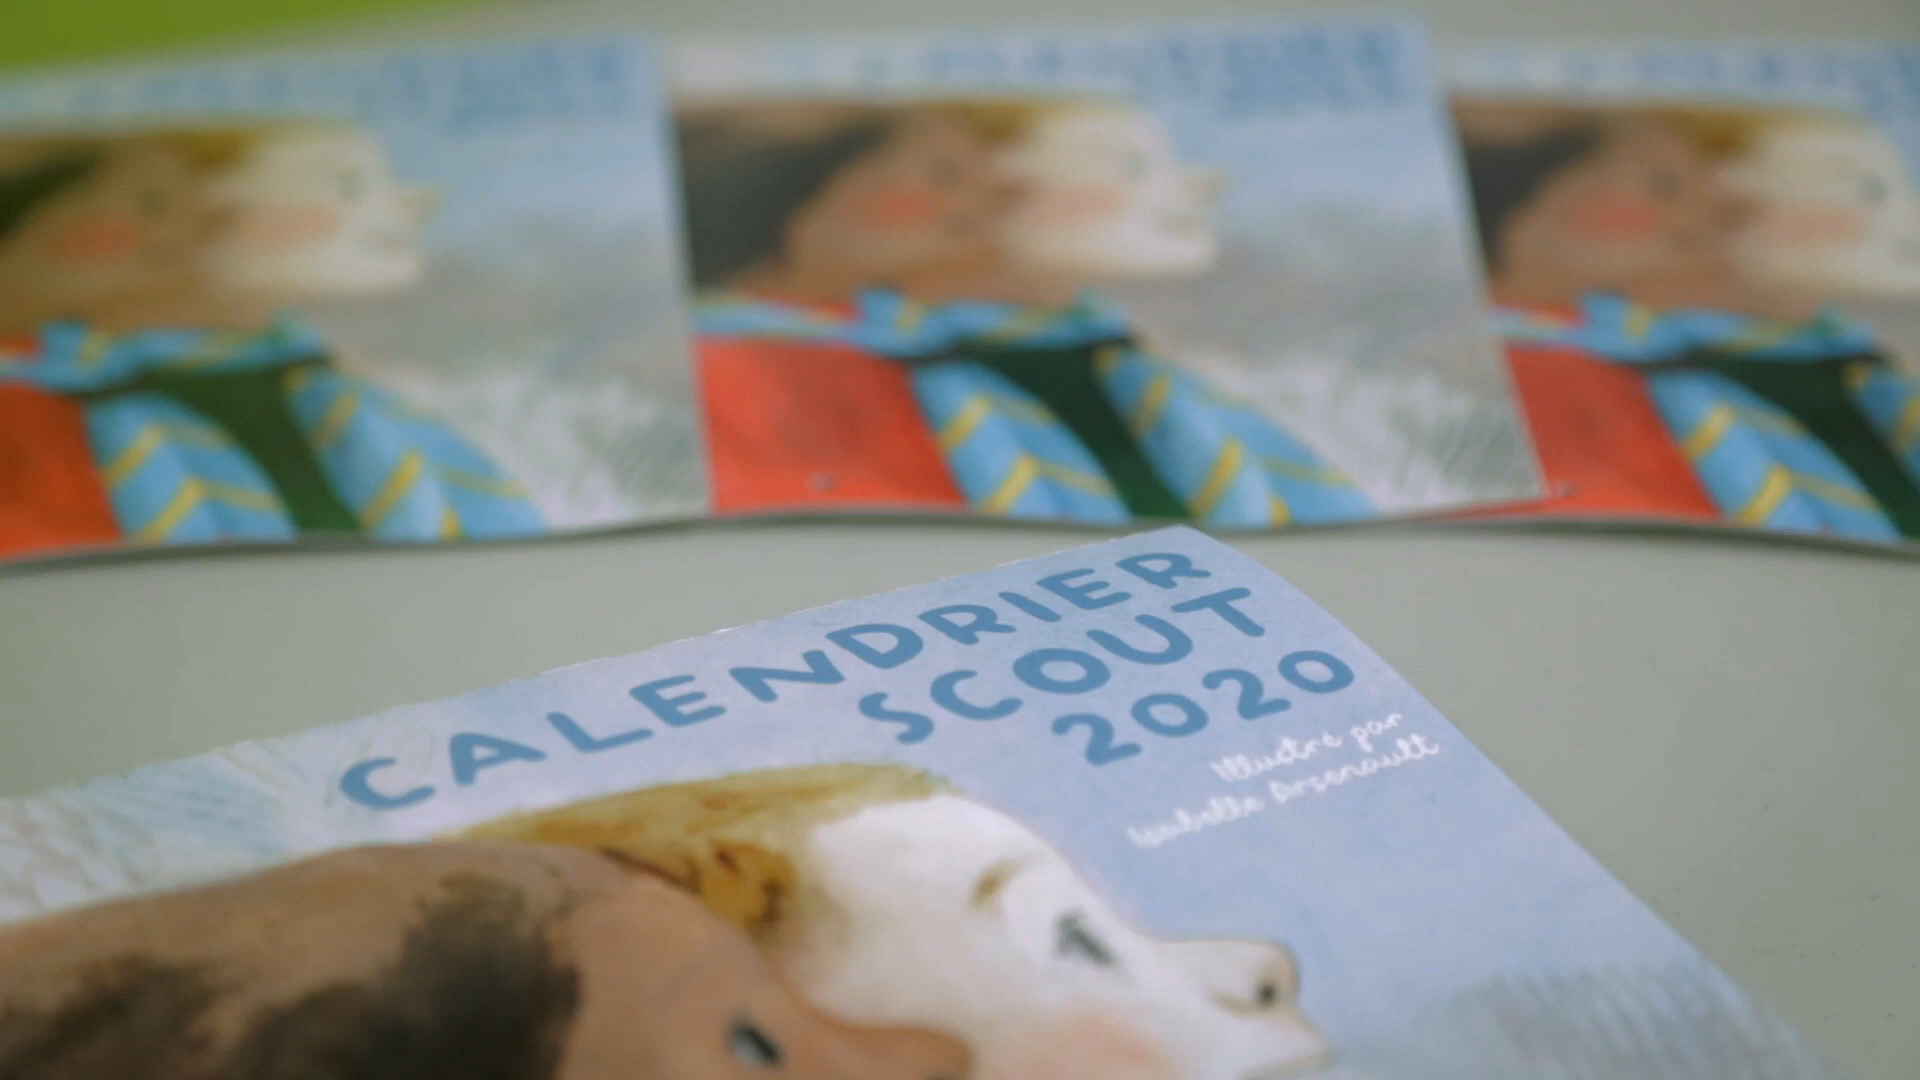 CALENDRIER
SCOUT
2020
Illustré par
Isabelle Arsenault